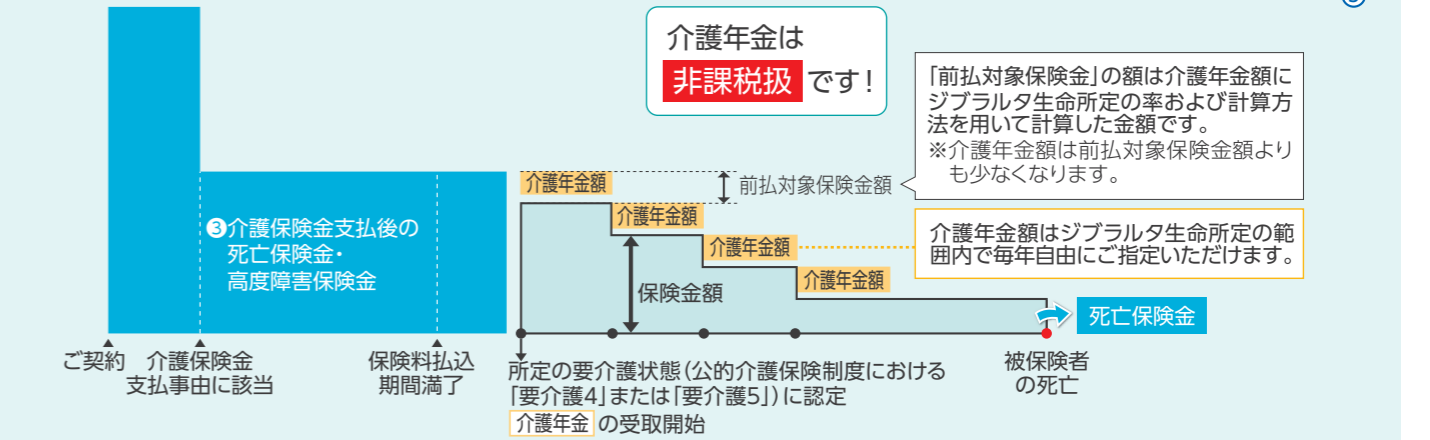 介護年金は
非課税扱です！
「前払対象保険金」の額は介護年金額に
ジブラルタ生命所定の率および計算方
法を用いて計算した金額です。
※介護年金額は前払対象保険金額より
も少なくなります。
介護年金額
前払対象保険金額
介護年金額
介護年金額
介護年金額
介護年金額はジブラルタ生命所定の範
囲内で毎年自由にご指定いただけます。
❸介護保険金支払後の
死亡保険金・
高度障害保険金
保険金額
死亡保険金
ご契約
介護保険金
支払事由に該当
保険料払込
期間満了
所定の要介護状態（公的介護保険制度における
「要介護4」または「要介護5」）に認定
介護年金の受取開始
被保険者
の死亡